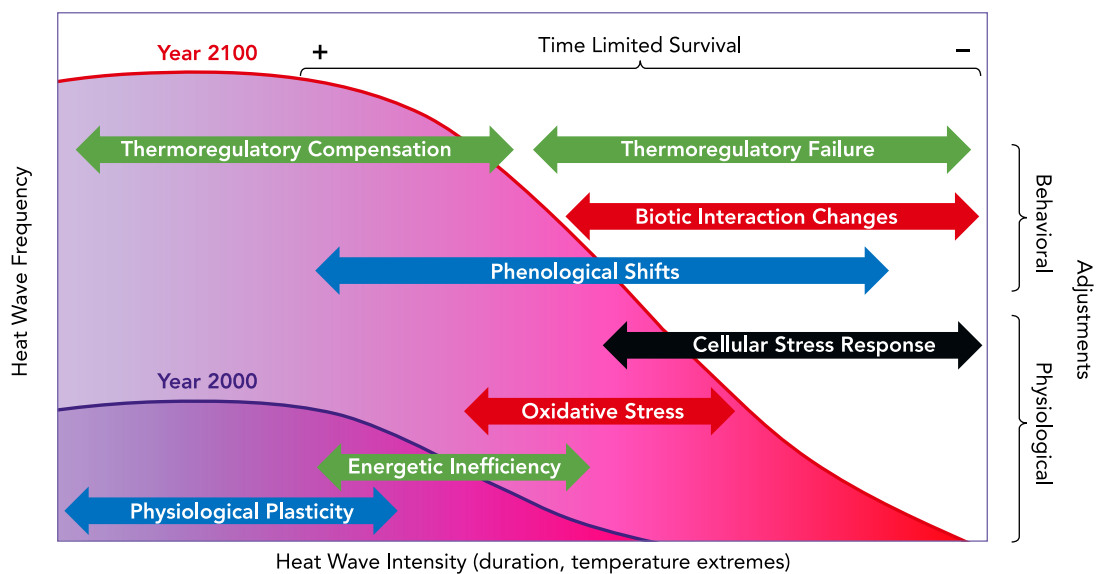 Year 2100
+
Time Limited Survival
−
Thermoregulatory Compensation
Thermoregulatory Failure
Biotic Interaction Changes
Phenological Shifts
Cellular Stress Response
Year 2000
Oxidative Stress
Energetic Inefficiency
Physiological Plasticity
Heat Wave Frequency
Heat Wave Intensity (duration, temperature extremes)
Behavioral
Physiological
Adjustments